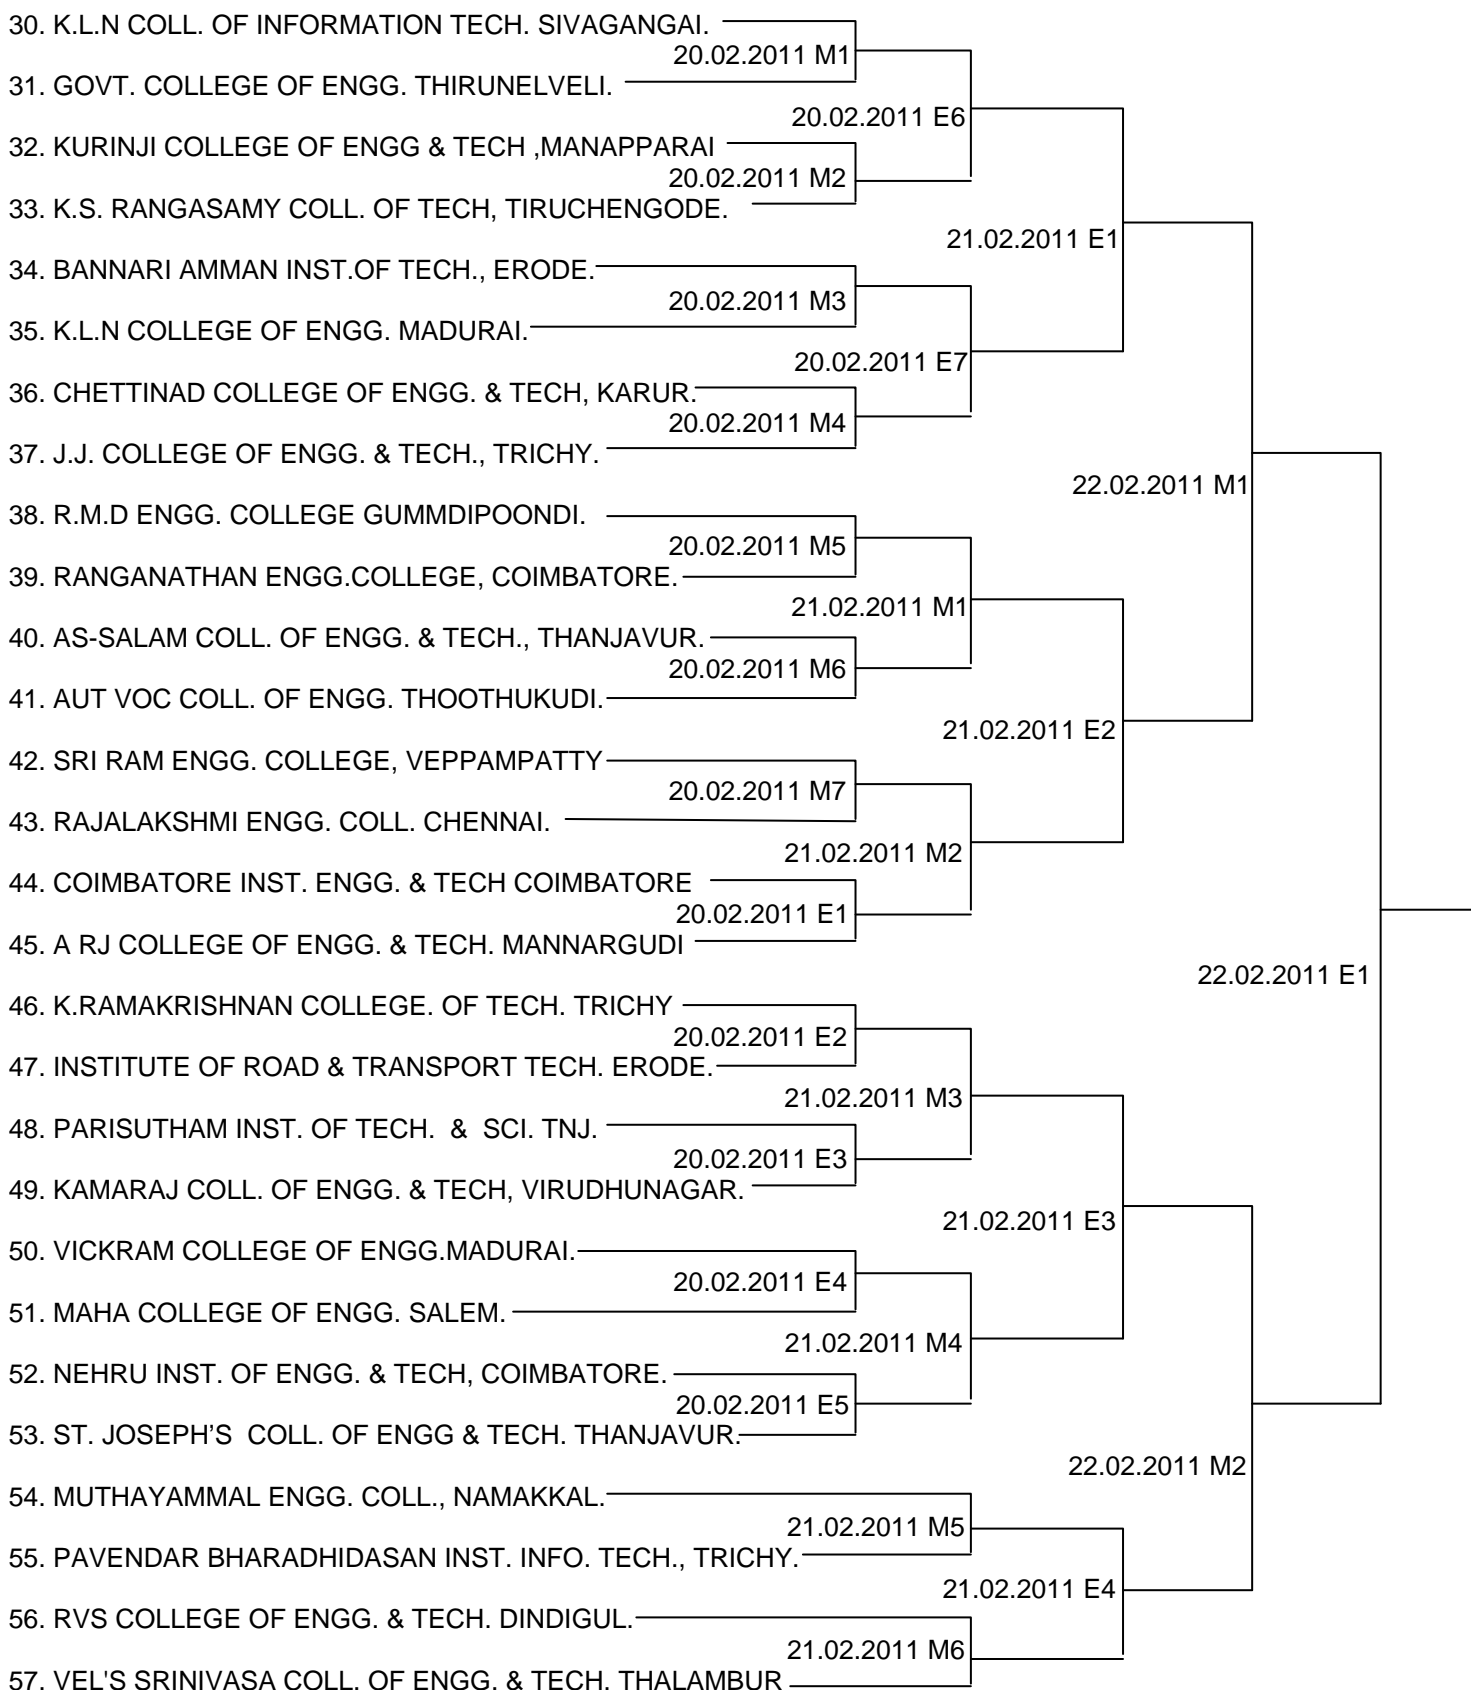 30. K.L.N COLL. OF INFORMATION TECH. SIVAGANGAI.
20.02.2011 M1
31. GOVT. COLLEGE OF ENGG. THIRUNELVELI.
20.02.2011 E6
32. KURINJI COLLEGE OF ENGG & TECH ,MANAPPARAI
20.02.2011 M2
33. K.S. RANGASAMY COLL. OF TECH, TIRUCHENGODE.
21.02.2011 E1
34. BANNARI AMMAN INST.OF TECH., ERODE.
20.02.2011 M3
35. K.L.N COLLEGE OF ENGG. MADURAI.
20.02.2011 E7
36. CHETTINAD COLLEGE OF ENGG. & TECH, KARUR.
20.02.2011 M4
37. J.J. COLLEGE OF ENGG. & TECH., TRICHY.
22.02.2011 M1
38. R.M.D ENGG. COLLEGE GUMMDIPOONDI.
20.02.2011 M5
39. RANGANATHAN ENGG.COLLEGE, COIMBATORE.
21.02.2011 M1
40. AS-SALAM COLL. OF ENGG. & TECH., THANJAVUR.
20.02.2011 M6
41. AUT VOC COLL. OF ENGG. THOOTHUKUDI.
21.02.2011 E2
42. SRI RAM ENGG. COLLEGE, VEPPAMPATTY
20.02.2011 M7
43. RAJALAKSHMI ENGG. COLL. CHENNAI.
21.02.2011 M2
44. COIMBATORE INST. ENGG. & TECH COIMBATORE
20.02.2011 E1
45. A RJ COLLEGE OF ENGG. & TECH. MANNARGUDI
22.02.2011 E1
46. K.RAMAKRISHNAN COLLEGE. OF TECH. TRICHY
20.02.2011 E2
47. INSTITUTE OF ROAD & TRANSPORT TECH. ERODE.
21.02.2011 M3
48. PARISUTHAM INST. OF TECH. & SCI. TNJ.
20.02.2011 E3
49. KAMARAJ COLL. OF ENGG. & TECH, VIRUDHUNAGAR.
21.02.2011 E3
50. VICKRAM COLLEGE OF ENGG.MADURAI.
20.02.2011 E4
51. MAHA COLLEGE OF ENGG. SALEM.
21.02.2011 M4
52. NEHRU INST. OF ENGG. & TECH, COIMBATORE.
20.02.2011 E5
53. ST. JOSEPH'S COLL. OF ENGG & TECH. THANJAVUR.
22.02.2011 M2
54. MUTHAYAMMAL ENGG. COLL., NAMAKKAL.
21.02.2011 M5
55. PAVENDAR BHARADHIDASAN INST. INFO. TECH., TRICHY.
21.02.2011 E4
56. RVS COLLEGE OF ENGG. & TECH. DINDIGUL.
21.02.2011 M6
57. VEL'S SRINIVASA COLL. OF ENGG. & TECH. THALAMBUR